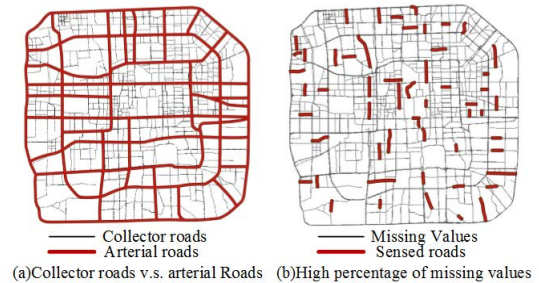 Collector roads
Arterial roads
(a)Collector roads v.s. arterial Roads
Missing Values
Sensed roads
(b)High percentage of missing values